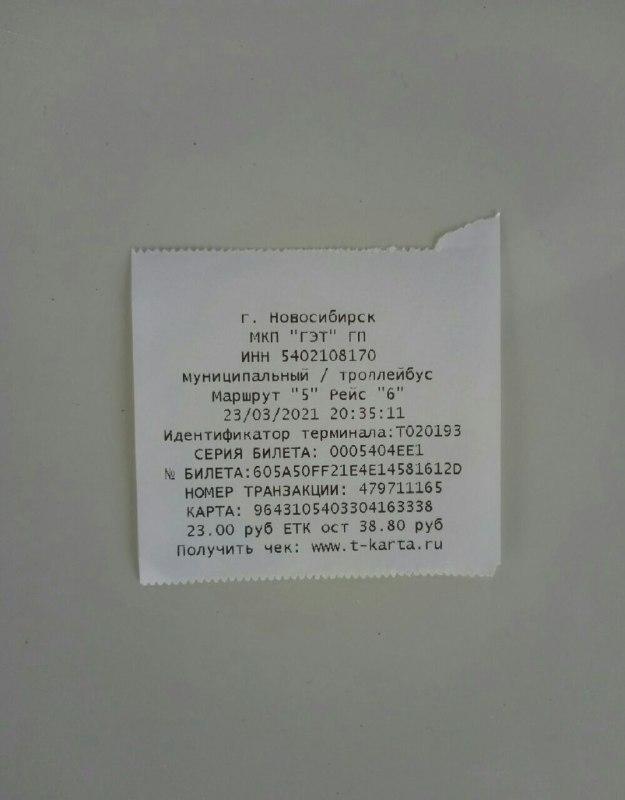 г. Новосибирск
МКП "ГЭТ" ГП
ИНН 5402108170
муниципальный / троллейбус
Маршрут "5" Рейс "6"
23/03/2021 20:35:11
Идентификатор терминала:T020193
СЕРИЯ БИЛЕТА: 0005404EE1
№ БИЛЕТА:605A50FF21E4E14581612D
НОМЕР ТРАНЗАКЦИИ: 479711165
КАРТА: 9643105403304163338
23.00 руб ЕТК ост 38.80 руб
Получить чек: www.t-karta.ru